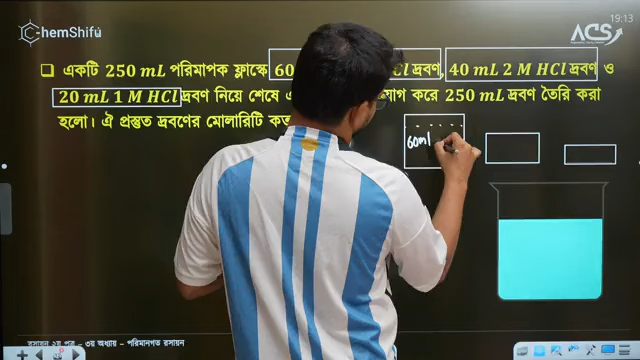 19:13
ChemShifu
ACS
একটি 250 mL পরিমাপক ফ্লাস্কে 60 Cl দ্রবণ, 40 mL 2 M HCl দ্রবণ ও
20 mL 1 M HCl দ্রবণ নিয়ে শেষে যোগ করে 250 mL দ্রবণ তৈরি করা
হলো। ঐ প্রস্তুত দ্রবণের মোলারিটি কত
60ml
রসায়ন ২য় পত্র - ৩য় অধ্যায় - পরিমাণগত রসায়ন